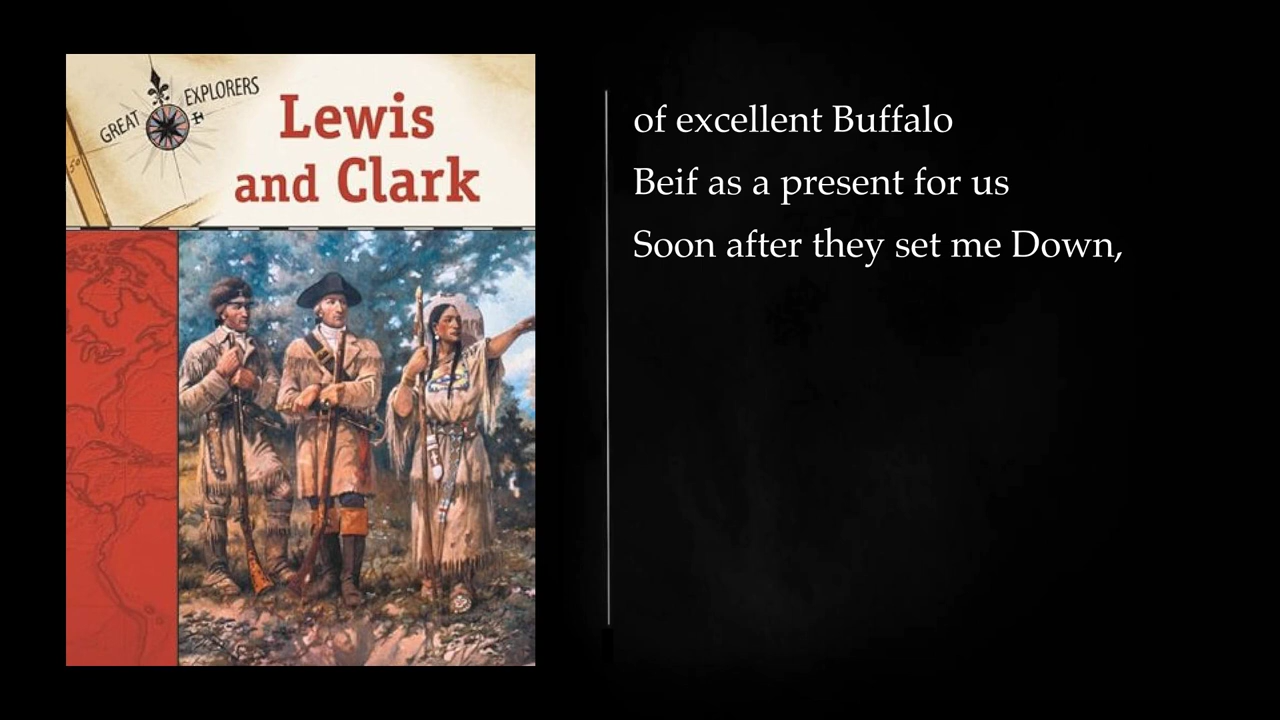 GREAT EXPLORERS
Lewis
and Clark
50
of excellent Buffalo
Beif as a present for us
Soon after they set me Down,